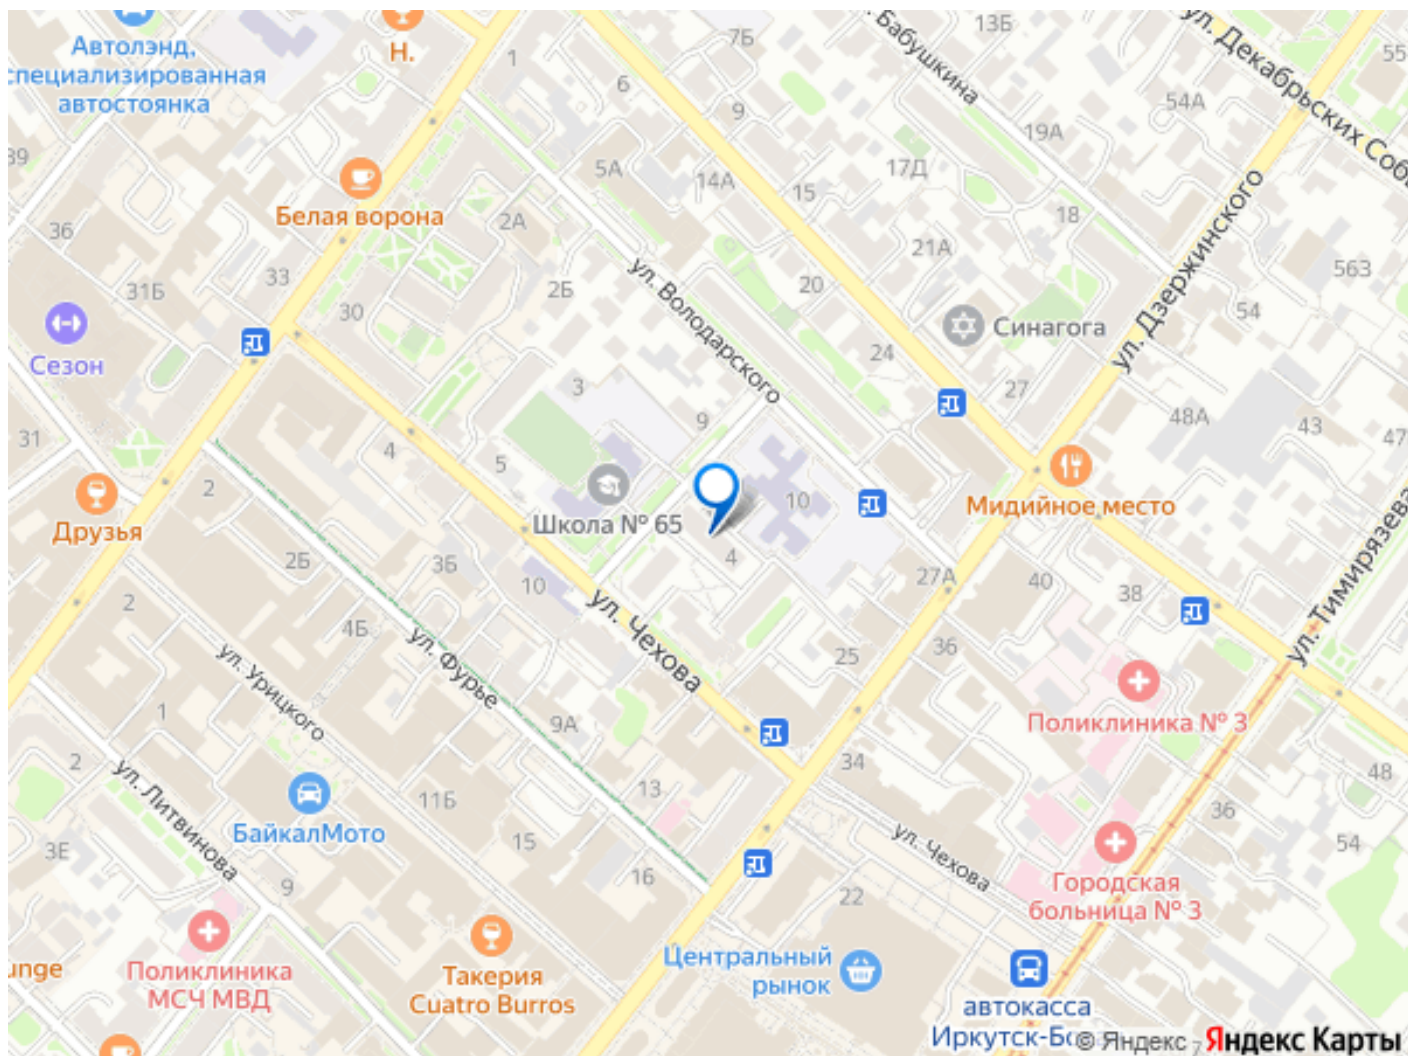 Автолэнд,
специализированная
автостоянка
Н.
1
6
7Б
9
ул. Бабушкина
13Б
ул. Декабрьских Собы
55
54А
19А
39
Белая ворона
36
2А
5А
14А
15
17Д
18
21А
ул. Дзержинского
563
54
33
31Б
30
2Б
ул. Володарского
20
Синагога
24
27
Сезон
3
9
48А
43
47
31
4
5
Школа № 65
10
Мидийное место
2
Друзья
2Б
3Б
10
4
27А
40
38
ул. Тимирязева
2
4Б
ул. Чехова
36
25
ул. Урицкого
ул. Фурье
Поликлиника № 3
1
9А
2
34
48
ул. Литвинова
11Б
13
36
БайкалМото
15
ул. Чехова
54
3Е
9
16
22
Городская
больница № 3
unge
Поликлиника
МСЧ МВД
Такерия
Cuatro Burros
Центральный
рынок
автокасса
Иркутск-Бо
© Яндекс
7
Яндекс Карты